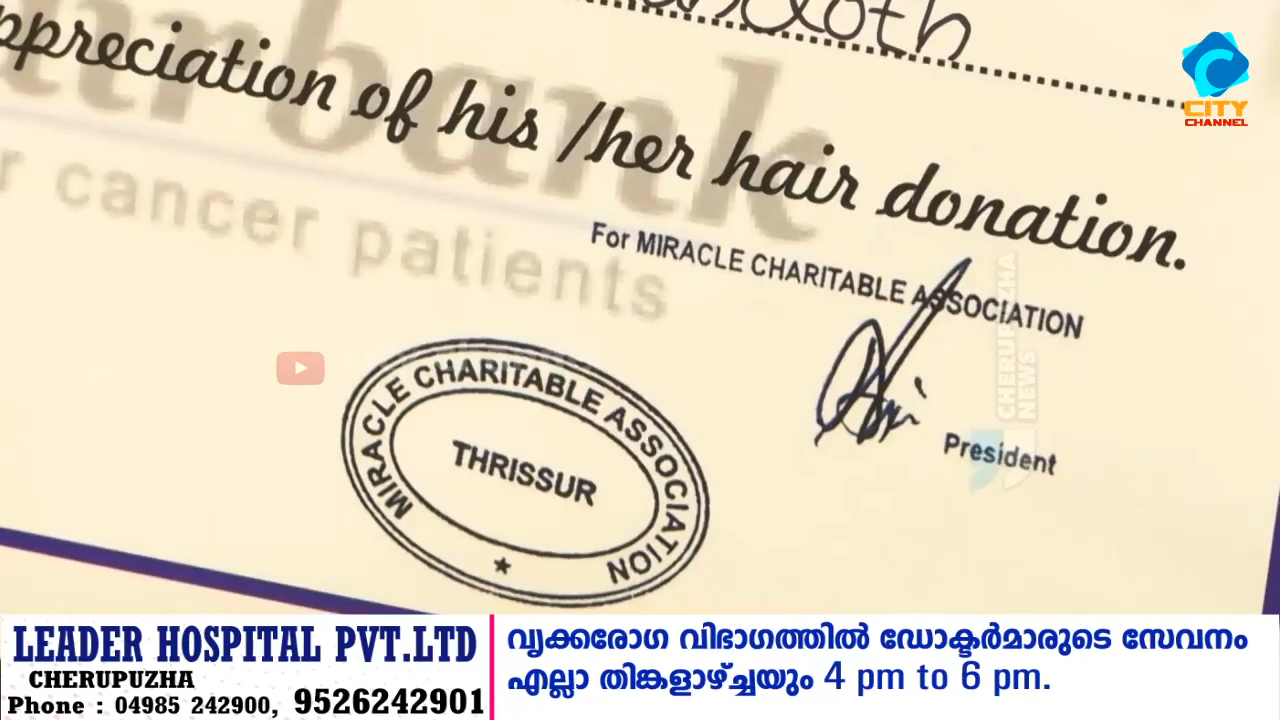 CITY
CHANNEL
ppreciation of his /her hair donation.
cancer patients
For MIRACLE CHARITABLE ASSOCIATION
CHERUPUZHA
NEWS
MIRACLE CHARITABLE ASSOCIATION
THRISSUR
President
LEADER HOSPITAL PVT.LTD
CHERUPUZHA
Phone : 04985 242900, 9526242901
വൃക്കരോഗ വിഭാഗത്തിൽ ഡോക്ടർമാരുടെ സേവനം
എല്ലാ തിങ്കളാഴ്ച്ചയും 4 pm to 6 pm.